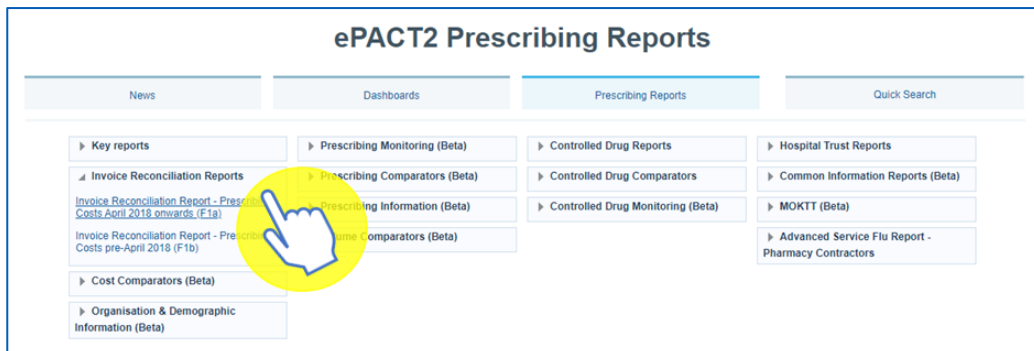 ePACT2 Prescribing Reports
News
Dashboards
Prescribing Reports
Quick Search
Key reports
Invoice Reconciliation Reports
Invoice Reconciliation Report -
Costs April 2018 onwards (F1a)
Invoice Reconciliation Report -
Costs pre-April 2018 (F1b)
Cost Comparators (Beta)
Organisation & Demographic
Information (Beta)
Prescribing Monitoring (Beta)
Prescribing Comparators (Beta)
Prescribing Information (Beta)
Comparators (Beta)
Controlled Drug Reports
Controlled Drug Comparators
Controlled Drug Monitoring (Beta)
Hospital Trust Reports
Common Information Reports (Beta)
MOKTT (Beta)
Advanced Service Flu Report -
Pharmacy Contractors